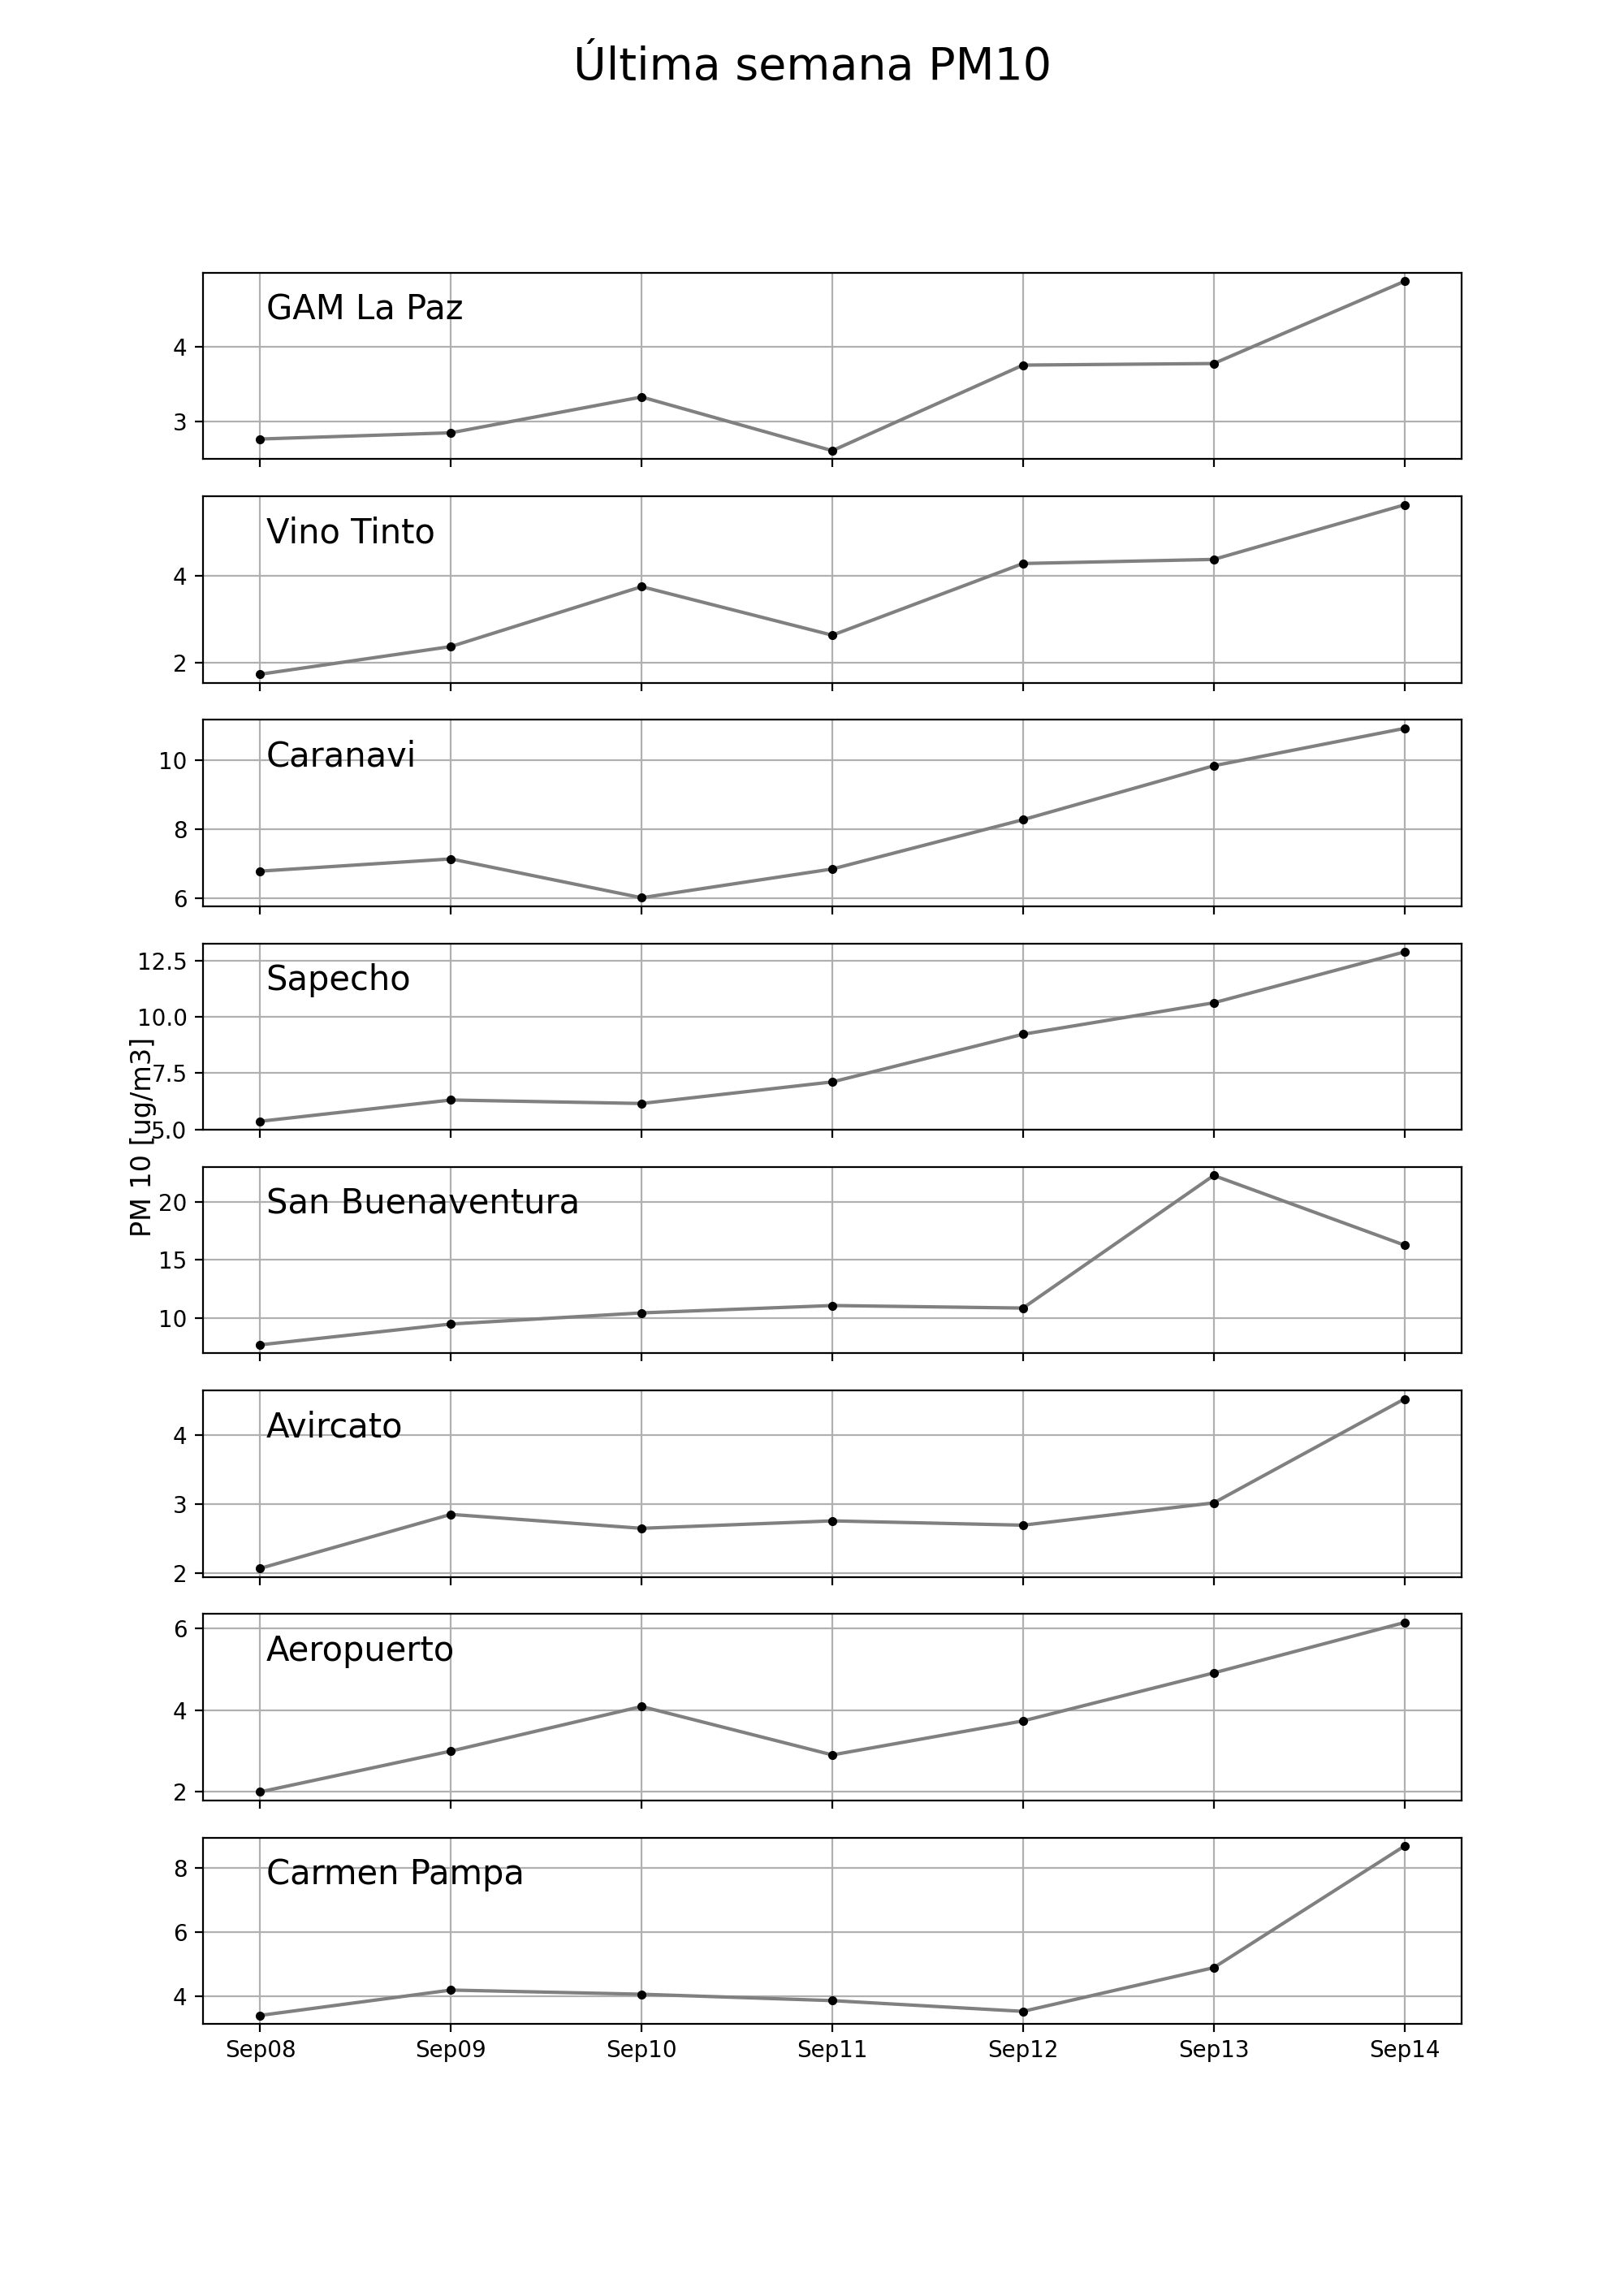 Última semana PM10
GAM La Paz
4
3
Vino Tinto
4
2
Caranavi
10
8
6
Sapecho
12.5
10.0
7.5
5.0
PM 10 [ug/m3]
San Buenaventura
20
15
10
Avircato
4
3
2
Aeropuerto
6
4
2
Carmen Pampa
8
6
4
Sep08 Sep09 Sep10 Sep11 Sep12 Sep13 Sep14